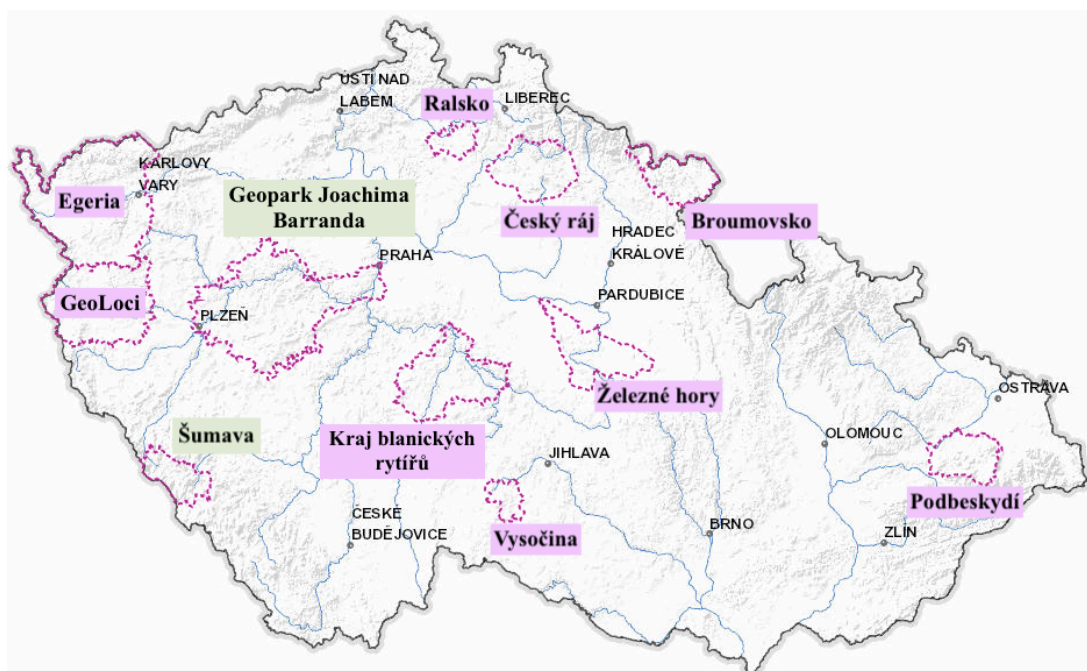 ÚSTÍ NAD
LABEM
Ralsko
LIBEREC
KARLOVY
VARY
Egeria
Geopark Joachima
Barranda
Český ráj
Broumovsko
HRADEC
KRÁLOVÉ
PRAHA
GeoLoci
PLZEŇ
PARDUBICE
Železné hory
OSTRAVA
Šumava
Kraj blanických
rytířů
OLOMOUC
JIHLAVA
Podbeskydí
ČESKÉ
BUDĚJOVICE
Vysočina
BRNO
ZLÍN